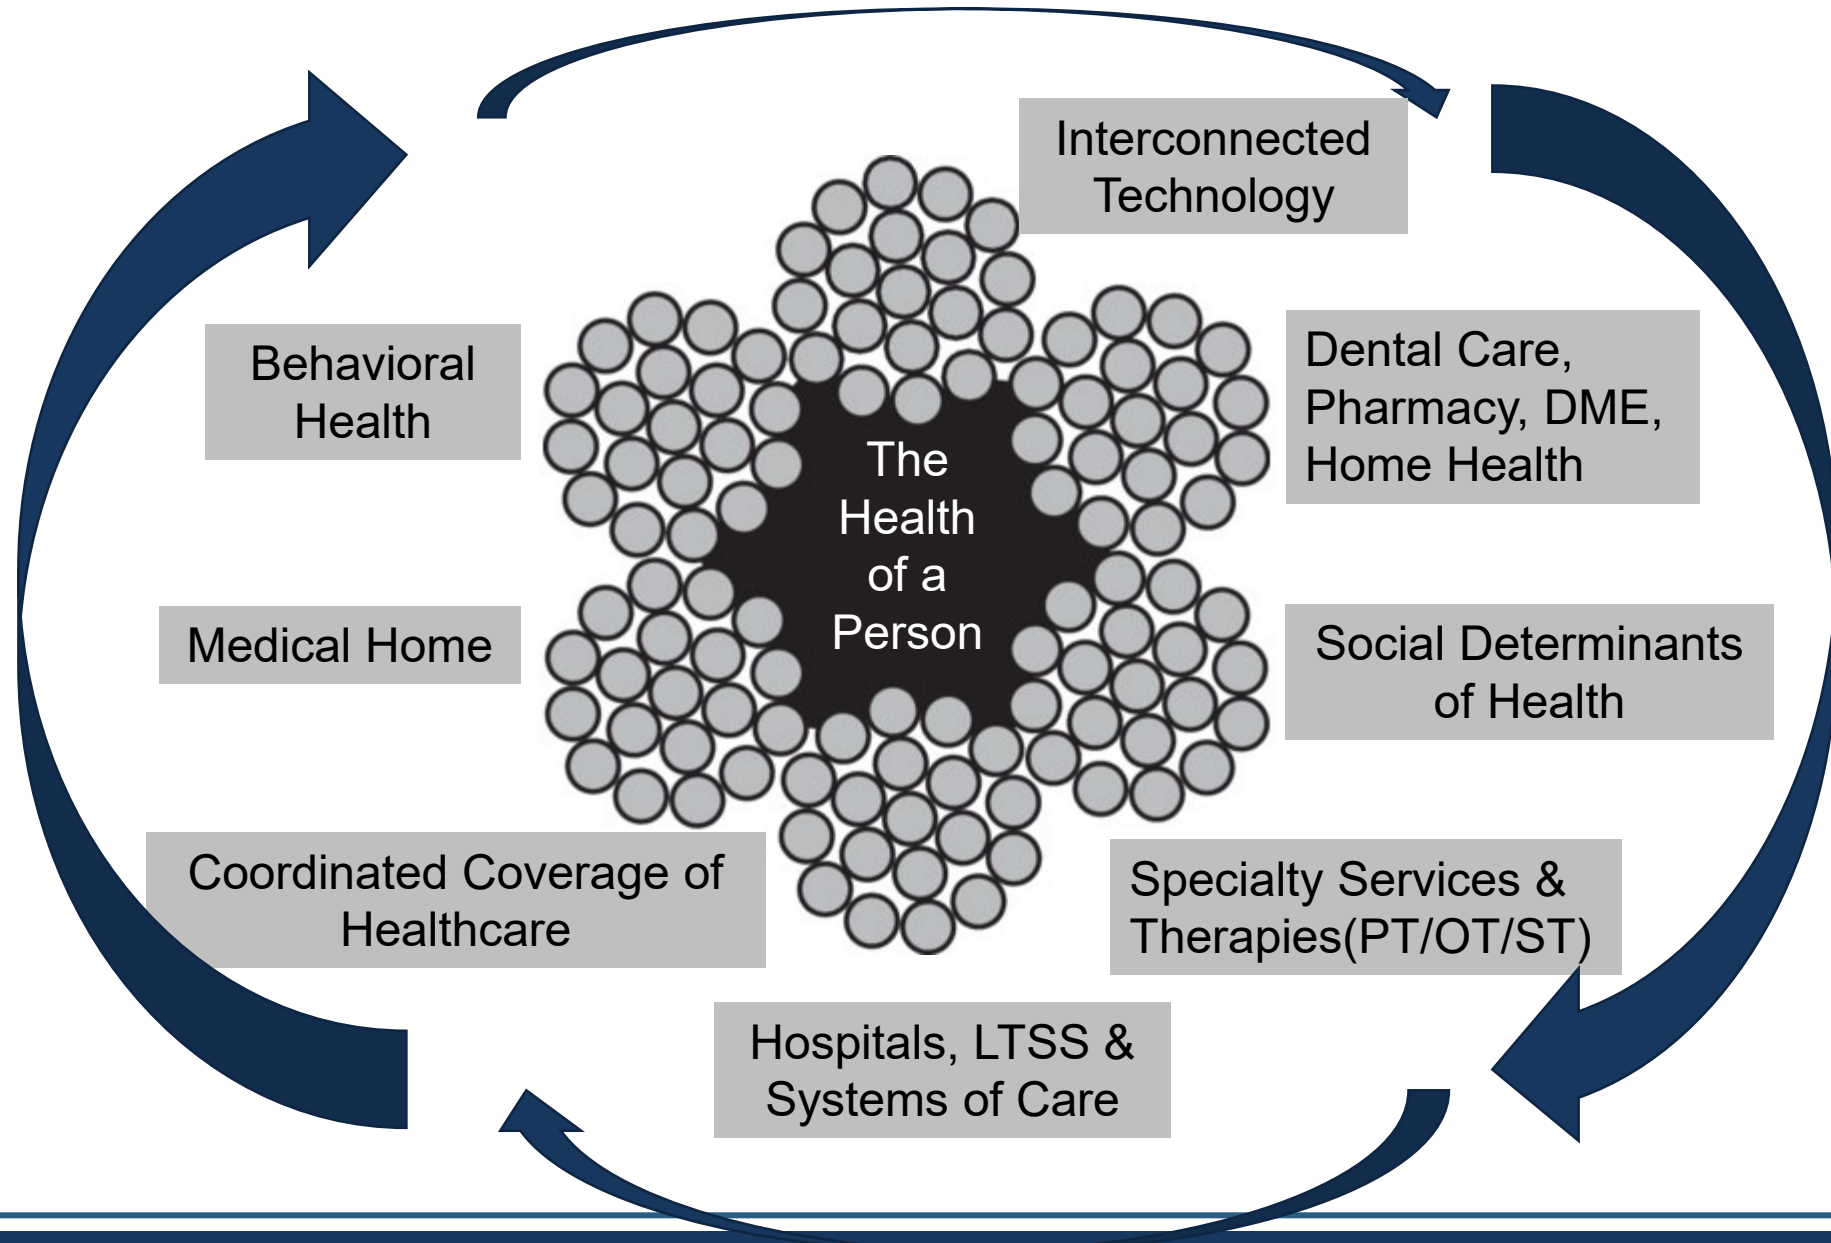 Interconnected
Technology
Behavioral
Health
Dental Care,
Pharmacy, DME,
Home Health
The
Health
of a
Person
Medical Home
Social Determinants
of Health
Coordinated Coverage of
Healthcare
Specialty Services &
Therapies(PT/OT/ST)
Hospitals, LTSS &
Systems of Care